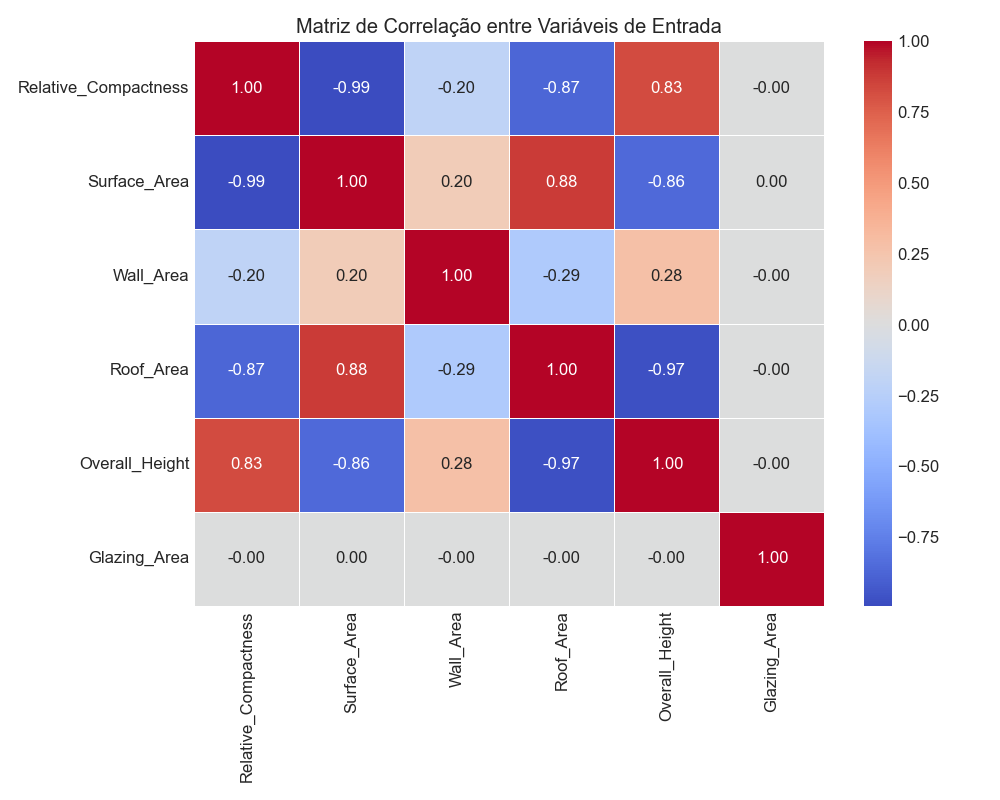 Matriz de Correlação entre Variáveis de Entrada
Relative_Compactness 1.00 -0.99 -0.20 -0.87 0.83 -0.00
Surface_Area -0.99 1.00 0.20 0.88 -0.86 0.00
Wall_Area -0.20 0.20 1.00 -0.29 0.28 -0.00
Roof_Area -0.87 0.88 -0.29 1.00 -0.97 -0.00
Overall_Height 0.83 -0.86 0.28 -0.97 1.00 -0.00
Glazing_Area -0.00 0.00 -0.00 -0.00 -0.00 1.00
Relative_Compactness
Surface_Area
Wall_Area
Roof_Area
Overall_Height
Glazing_Area
1.00
0.75
0.50
0.25
0.00
−0.25
−0.50
−0.75